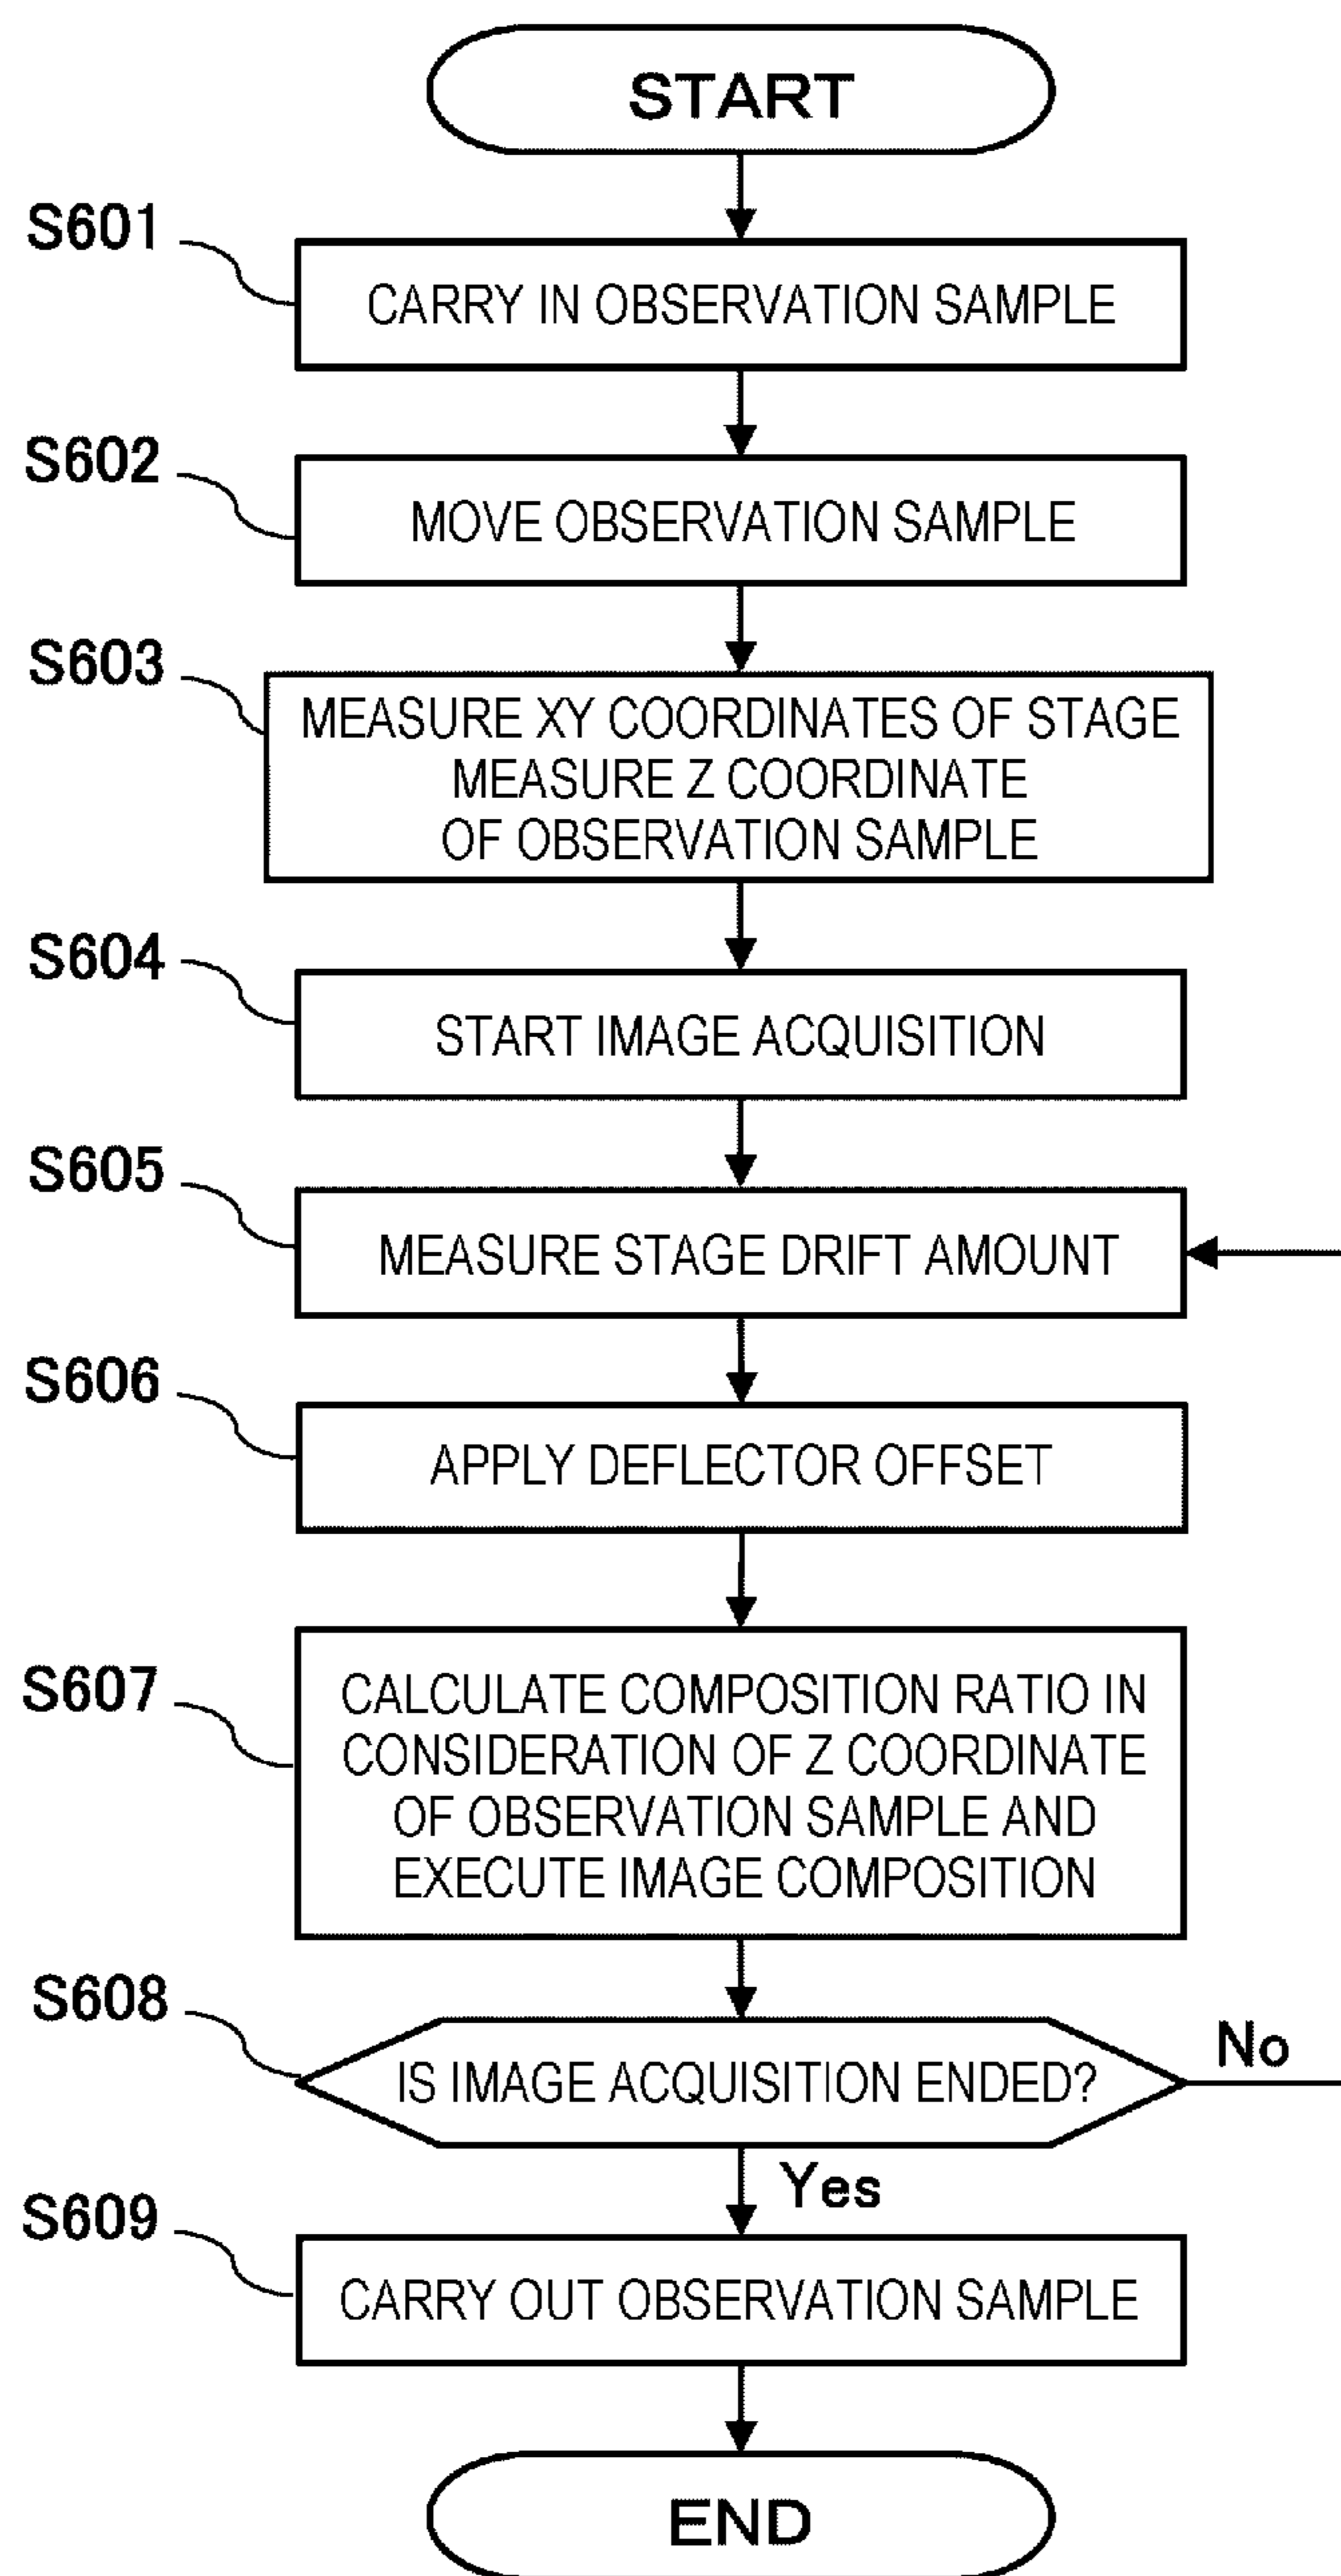 START
S601
CARRY IN OBSERVATION SAMPLE
S602
MOVE OBSERVATION SAMPLE
S603
MEASURE XY COORDINATES OF STAGE
MEASURE Z COORDINATE
OF OBSERVATION SAMPLE
S604
START IMAGE ACQUISITION
S605
MEASURE STAGE DRIFT AMOUNT
S606
APPLY DEFLECTOR OFFSET
S607
CALCULATE COMPOSITION RATIO IN
CONSIDERATION OF Z COORDINATE
OF OBSERVATION SAMPLE AND
EXECUTE IMAGE COMPOSITION
S608
IS IMAGE ACQUISITION ENDED?
No
Yes
S609
CARRY OUT OBSERVATION SAMPLE
END